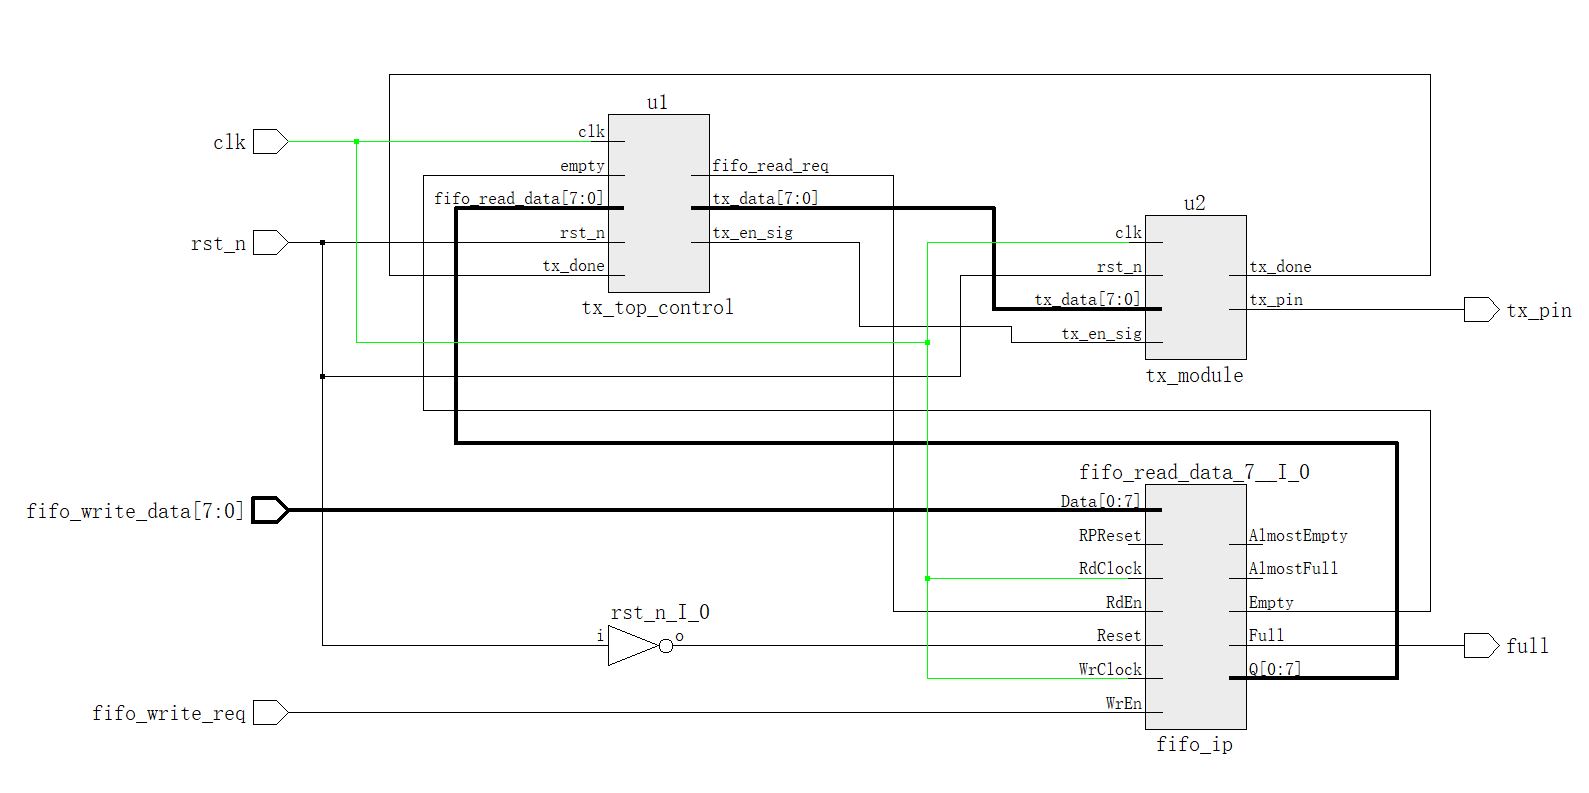 u1
clk
clk
empty
fifo_read_req
fifo_read_data[7:0]
tx_data[7:0]
u2
rst_n
rst_n
tx_en_sig
clk
tx_done
rst_n
tx_done
tx_top_control
tx_data[7:0]
tx_pin
tx_pin
tx_en_sig
tx_module
fifo_read_data_7__I_0
fifo_write_data[7:0]
Data[0:7]
RPReset
AlmostEmpty
RdClock
AlmostFull
RdEn
Empty
rst_n_I_0
i
o
Reset
Full
full
WrClock
Q[0:7]
fifo_write_req
WrEn
fifo_ip